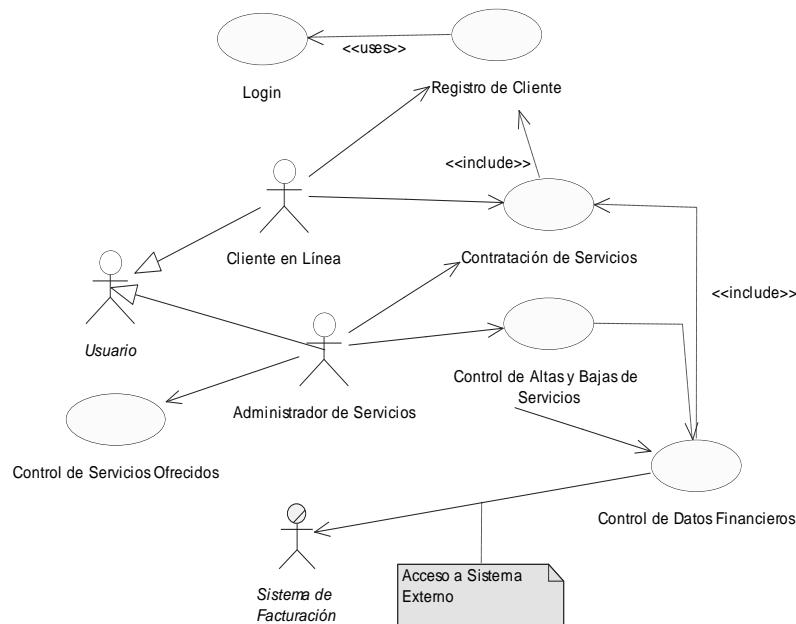 <<uses>>
Login
Registro de Cliente
<<include>>
Cliente en Línea
Contratación de Servicios
<<include>>
Usuario
Control de Altas y Bajas de
Servicios
Administrador de Servicios
Control de Servicios Ofrecidos
Control de Datos Financieros
Sistema de
Facturación
Acceso a Sistema
Externo